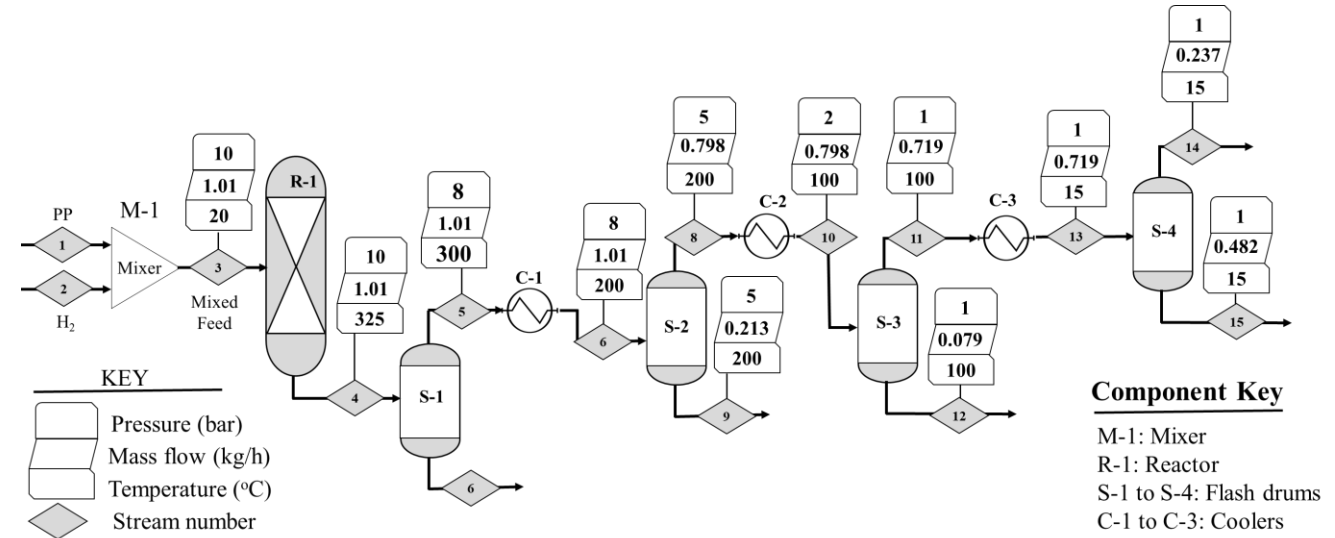 PP
1
2
H2
M-1
Mixer
3
Mixed
Feed
10
1.01
20
R-1
10
1.01
325
4
S-1
6
8
1.01
300
5
C-1
8
1.01
200
6
S-2
5
0.798
200
8
5
0.213
200
9
C-2
2
0.798
100
10
S-3
1
0.719
100
11
1
0.079
100
12
C-3
1
0.719
15
13
S-4
1
0.237
15
14
1
0.482
15
15
KEY
Pressure (bar)
Mass flow (kg/h)
Temperature (oC)
Stream number
Component Key
M-1: Mixer
R-1: Reactor
S-1 to S-4: Flash drums
C-1 to C-3: Coolers